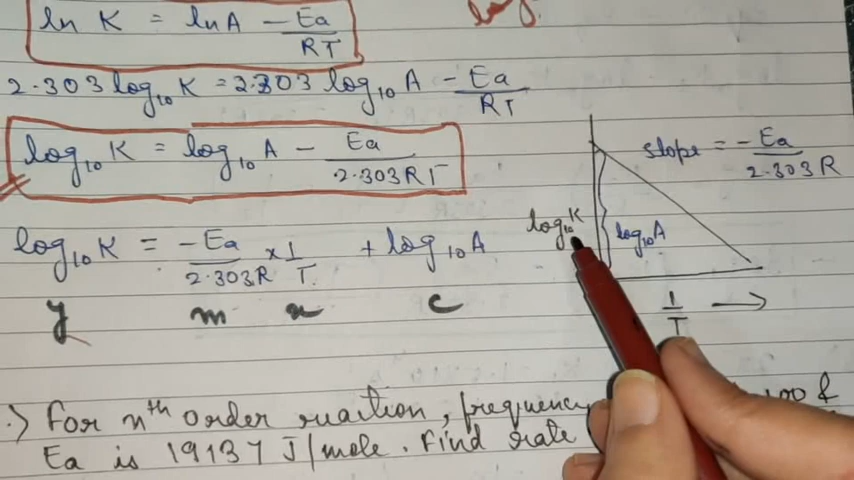 ln K = ln A - Ea/RT
2.303 log₁₀ K = 2.303 log₁₀ A - Ea/RT
log₁₀ K = log₁₀ A - Ea/2.303RT
slope = -Ea/2.303R
log₁₀ K
log₁₀ A
1/T →
log₁₀ K = -Ea/2.303R × 1/T + log₁₀ A
y m x c
.) For nth order reaction, frequency 100 &
Ea is 19137 J/mole. Find rate